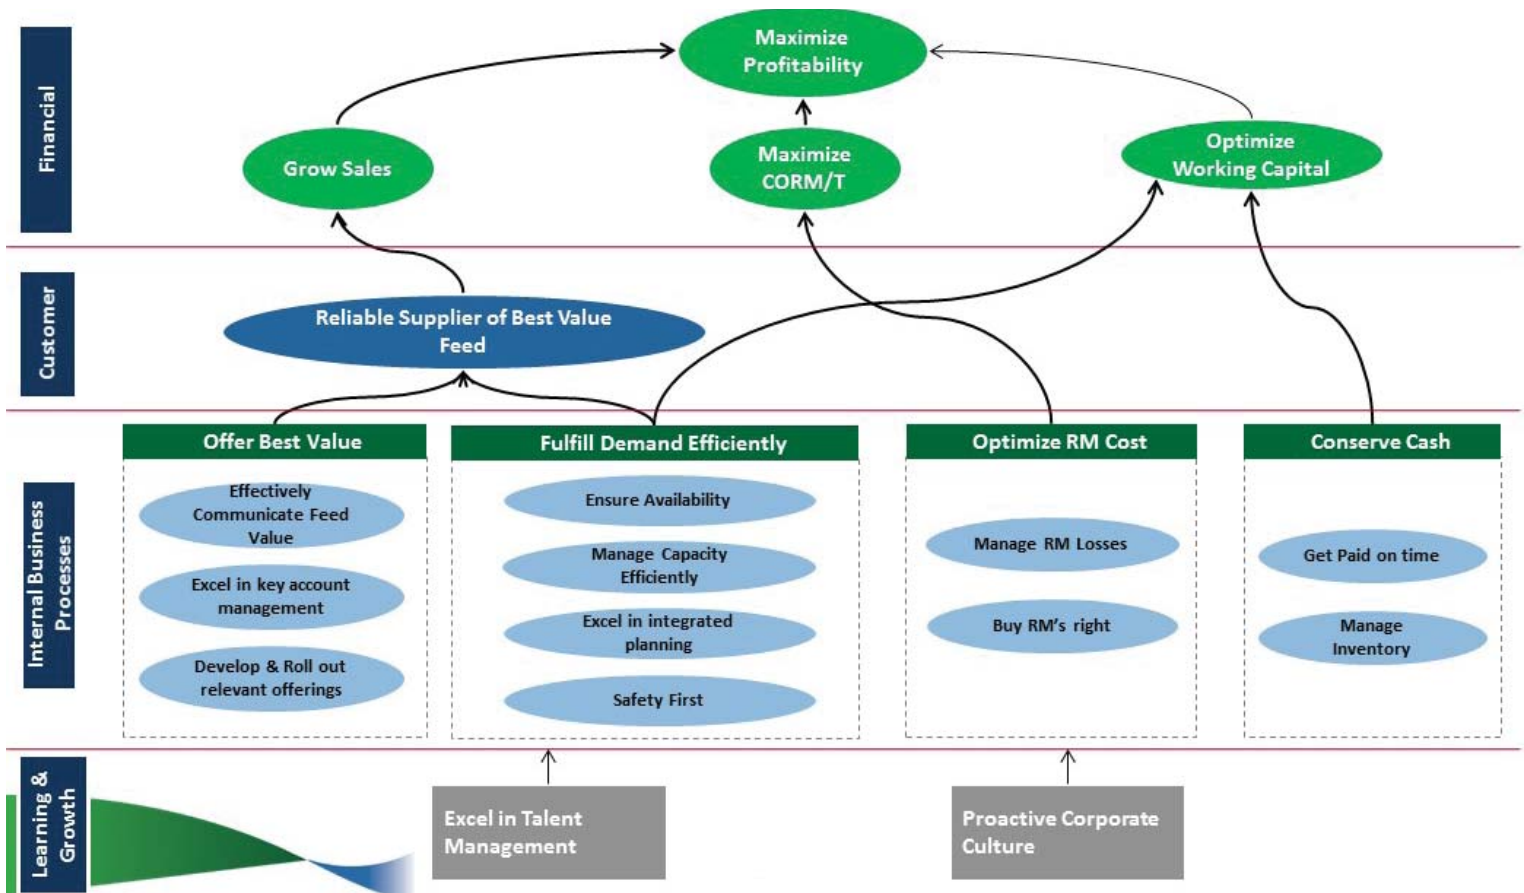 Financial
Maximize
Profitability
Grow Sales
Maximize
CORM/T
Optimize
Working Capital
Customer
Reliable Supplier of Best Value
Feed
Internal Business
Processes
Offer Best Value
Effectively
Communicate Feed
Value
Excel in key account
management
Develop & Roll out
relevant offerings
Fulfill Demand Efficiently
Ensure Availability
Manage Capacity
Efficiently
Excel in integrated
planning
Safety First
Optimize RM Cost
Manage RM Losses
Buy RM’s right
Conserve Cash
Get Paid on time
Manage
Inventory
Learning &
Growth
Excel in Talent
Management
Proactive Corporate
Culture